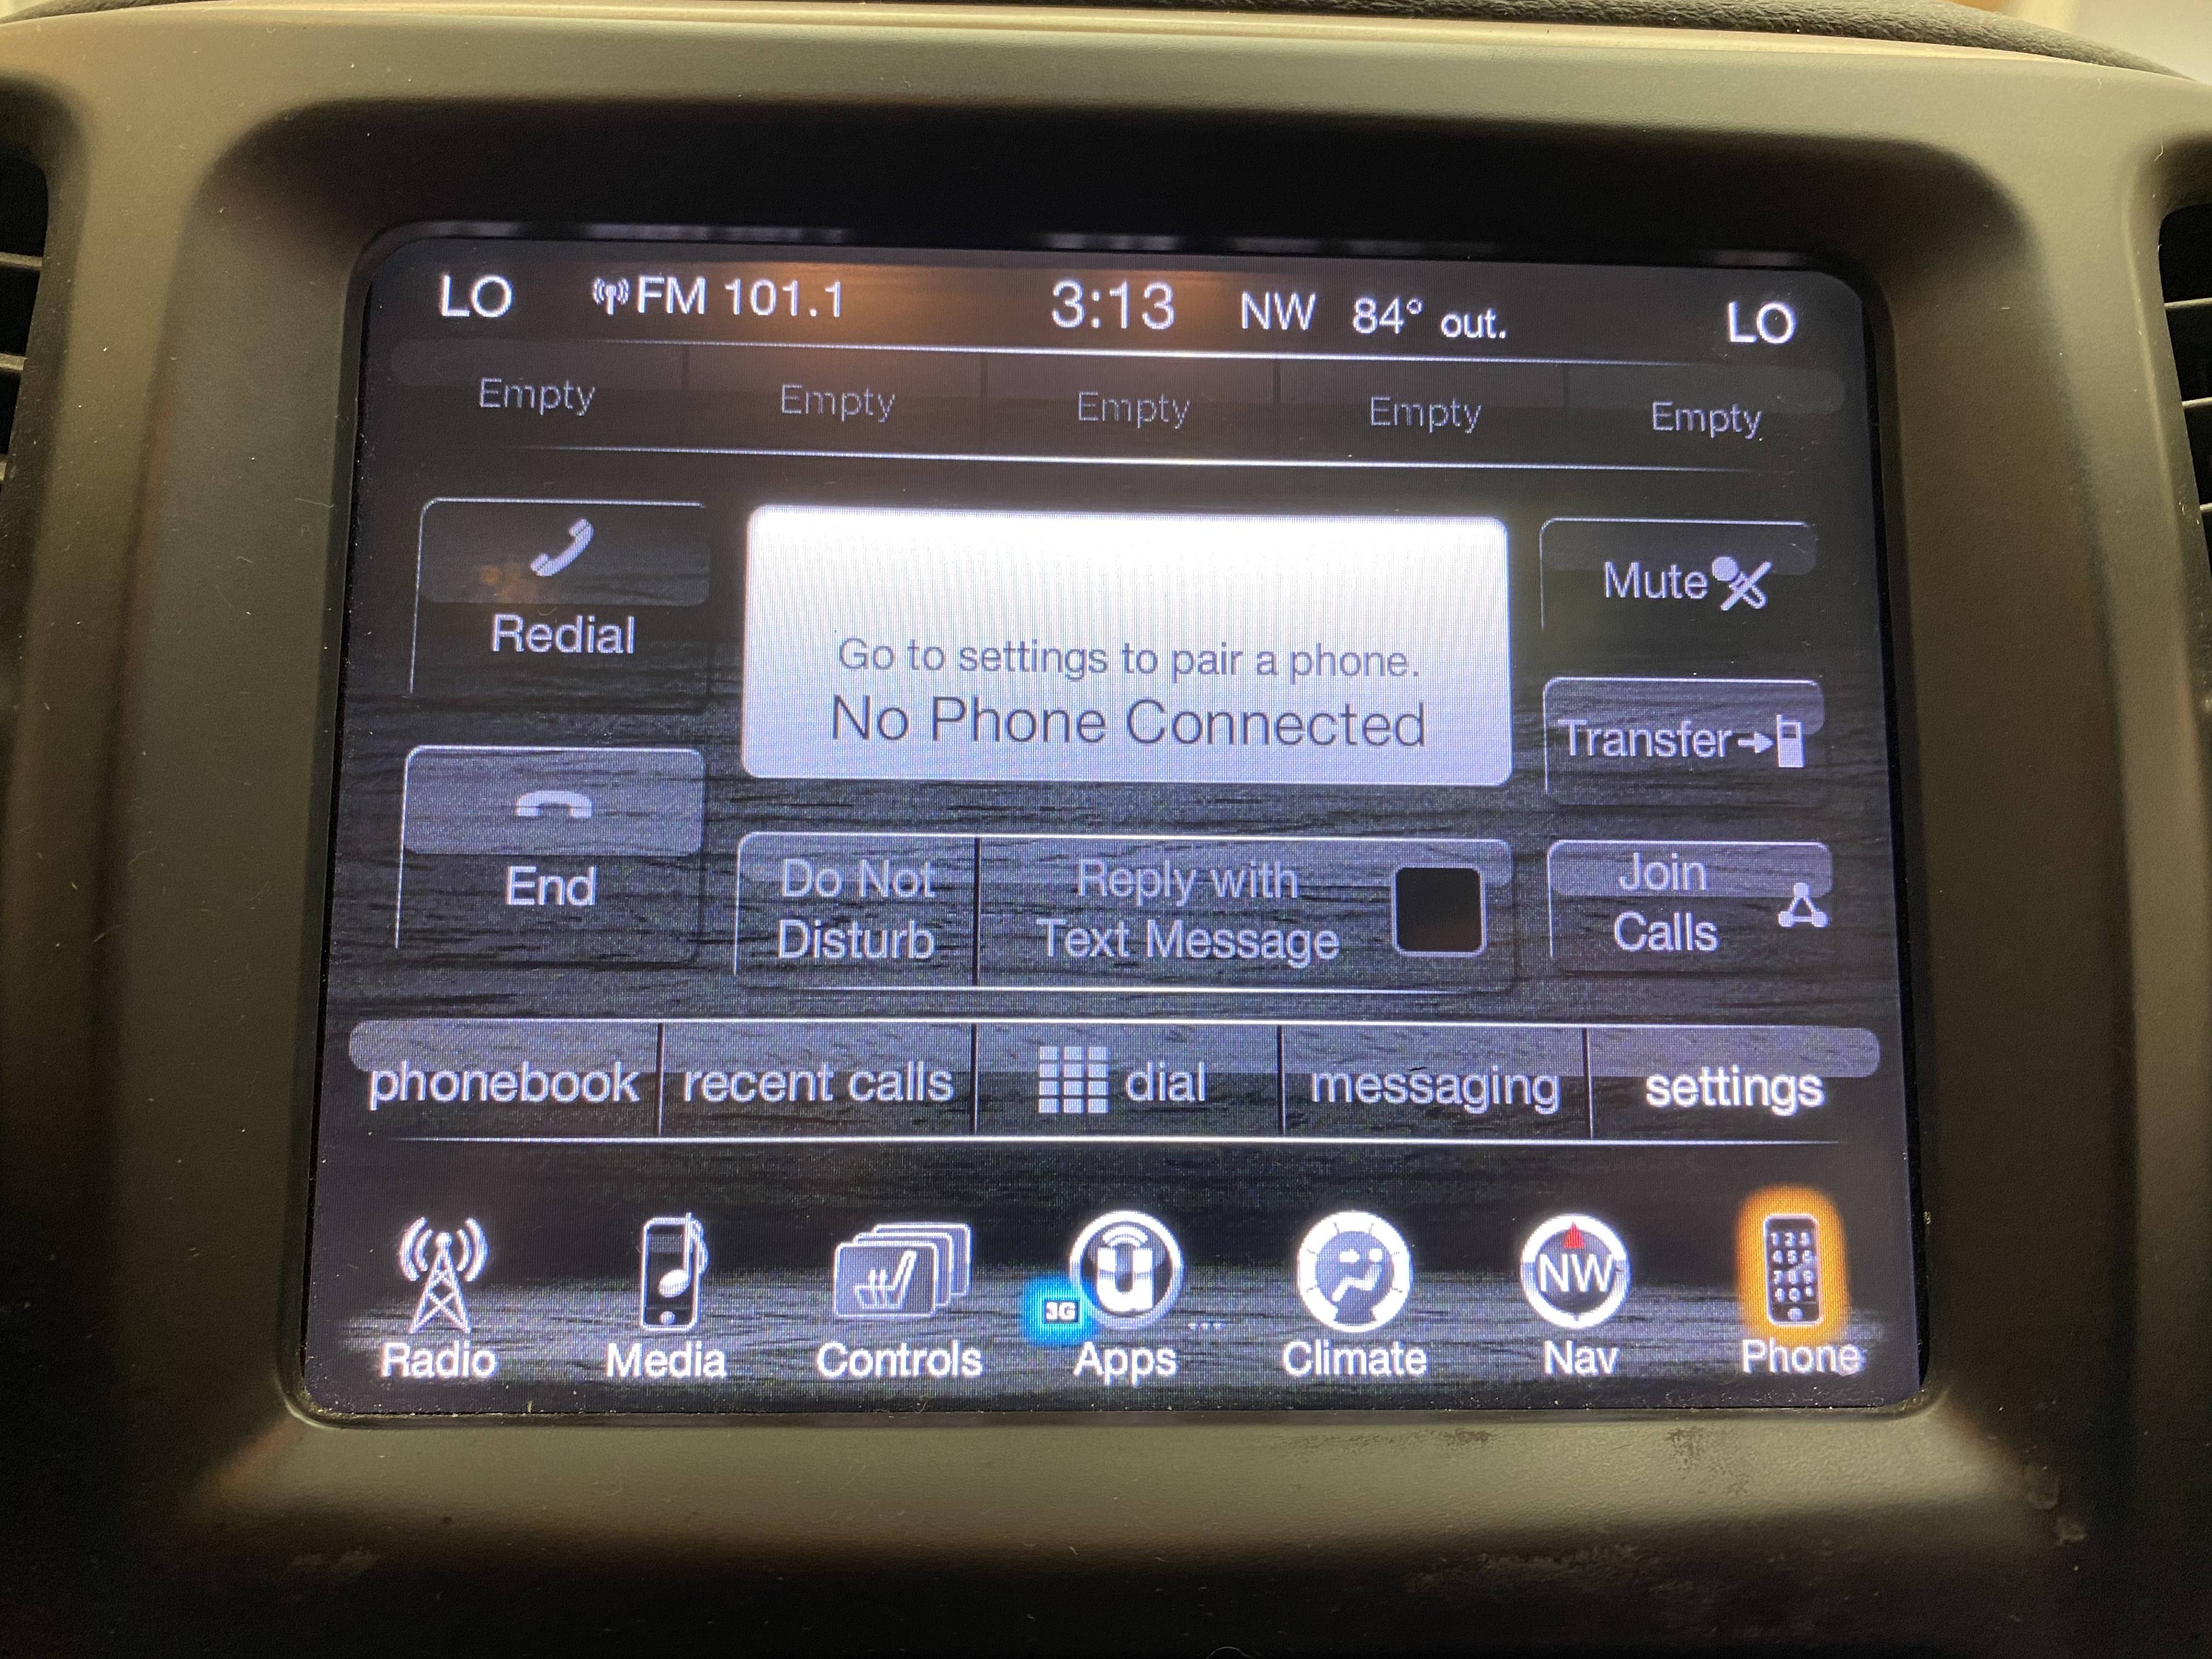 LO FM 101.1 3:13 NW 84° out. LO
Empty Empty Empty Empty Empty
Redial
Go to settings to pair a phone.
No Phone Connected
Mute
Transfer
End
Do Not
Disturb
Reply with
Text Message
Join
Calls
phonebook recent calls dial messaging settings
3G
NW
Radio Media Controls Apps Climate Nav Phone